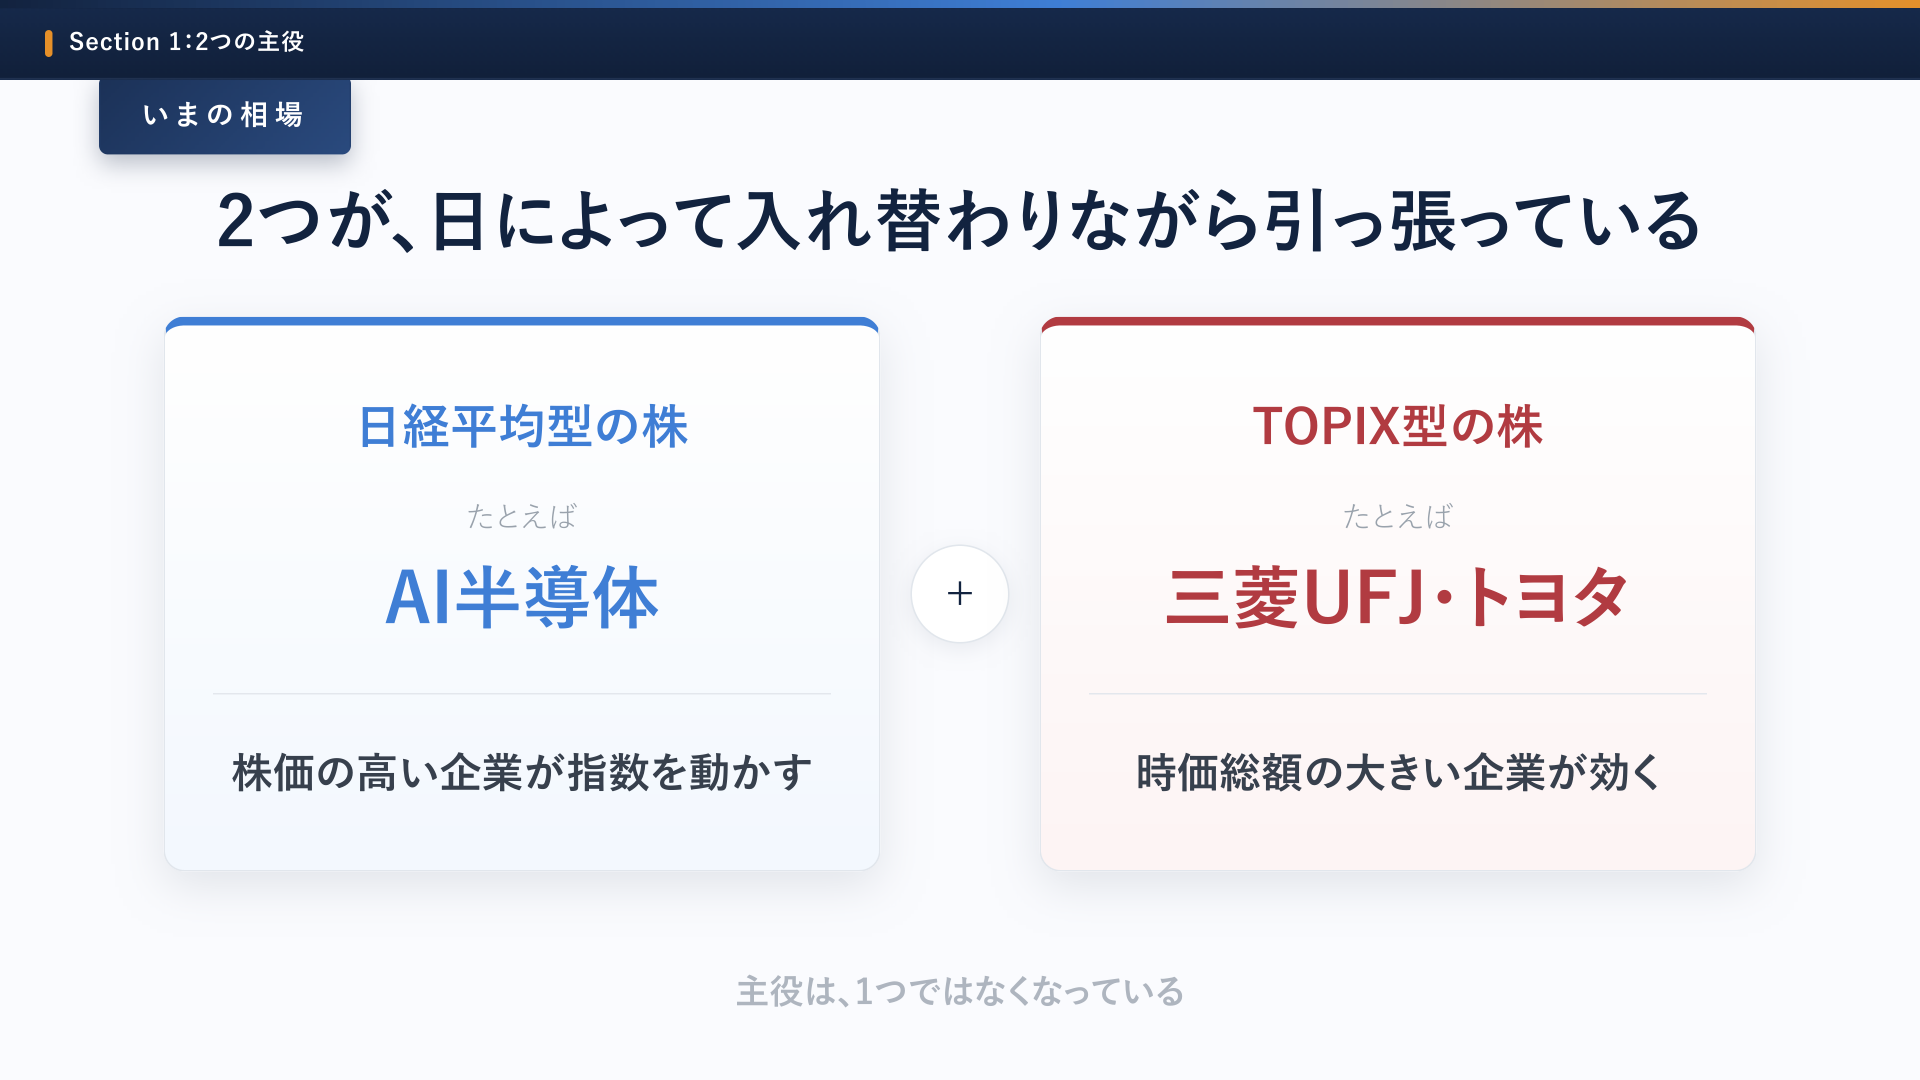 Section 1：2つの主役
いまの相場
2つが、日によって入れ替わりながら引っ張っている
日経平均型の株
たとえば
AI半導体
株価の高い企業が指数を動かす
+
TOPIX型の株
たとえば
三菱UFJ・トヨタ
時価総額の大きい企業が効く
主役は、1つではなくなっている